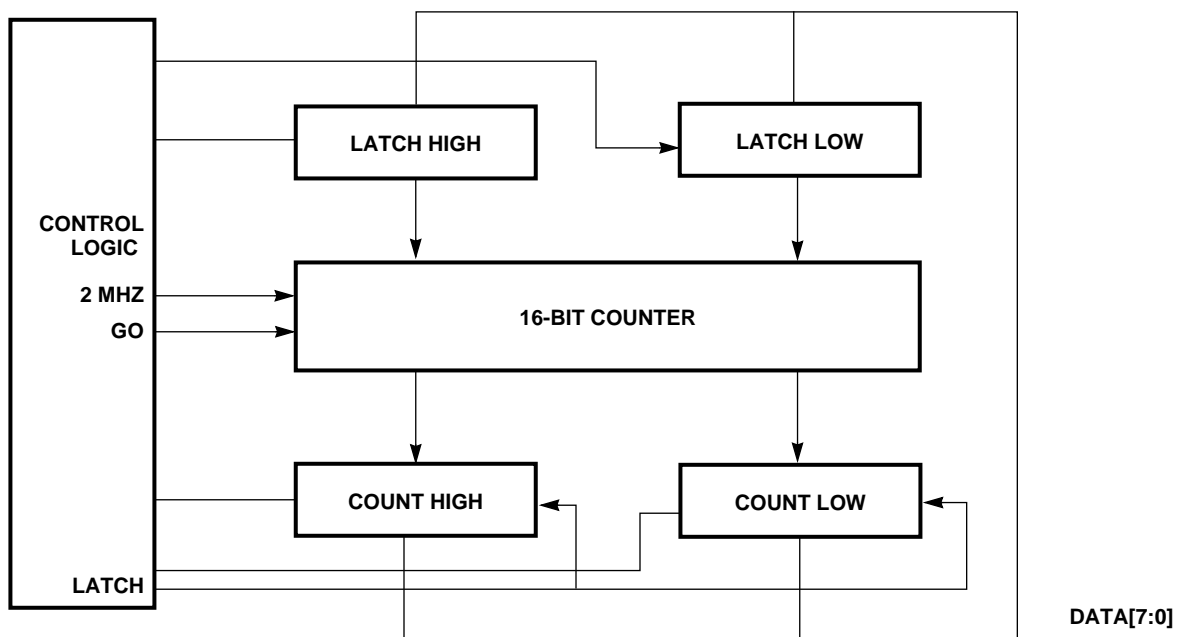 LATCH HIGH
LATCH LOW
CONTROL
LOGIC
2 MHZ
GO
16-BIT COUNTER
COUNT HIGH
COUNT LOW
LATCH
DATA[7:0]